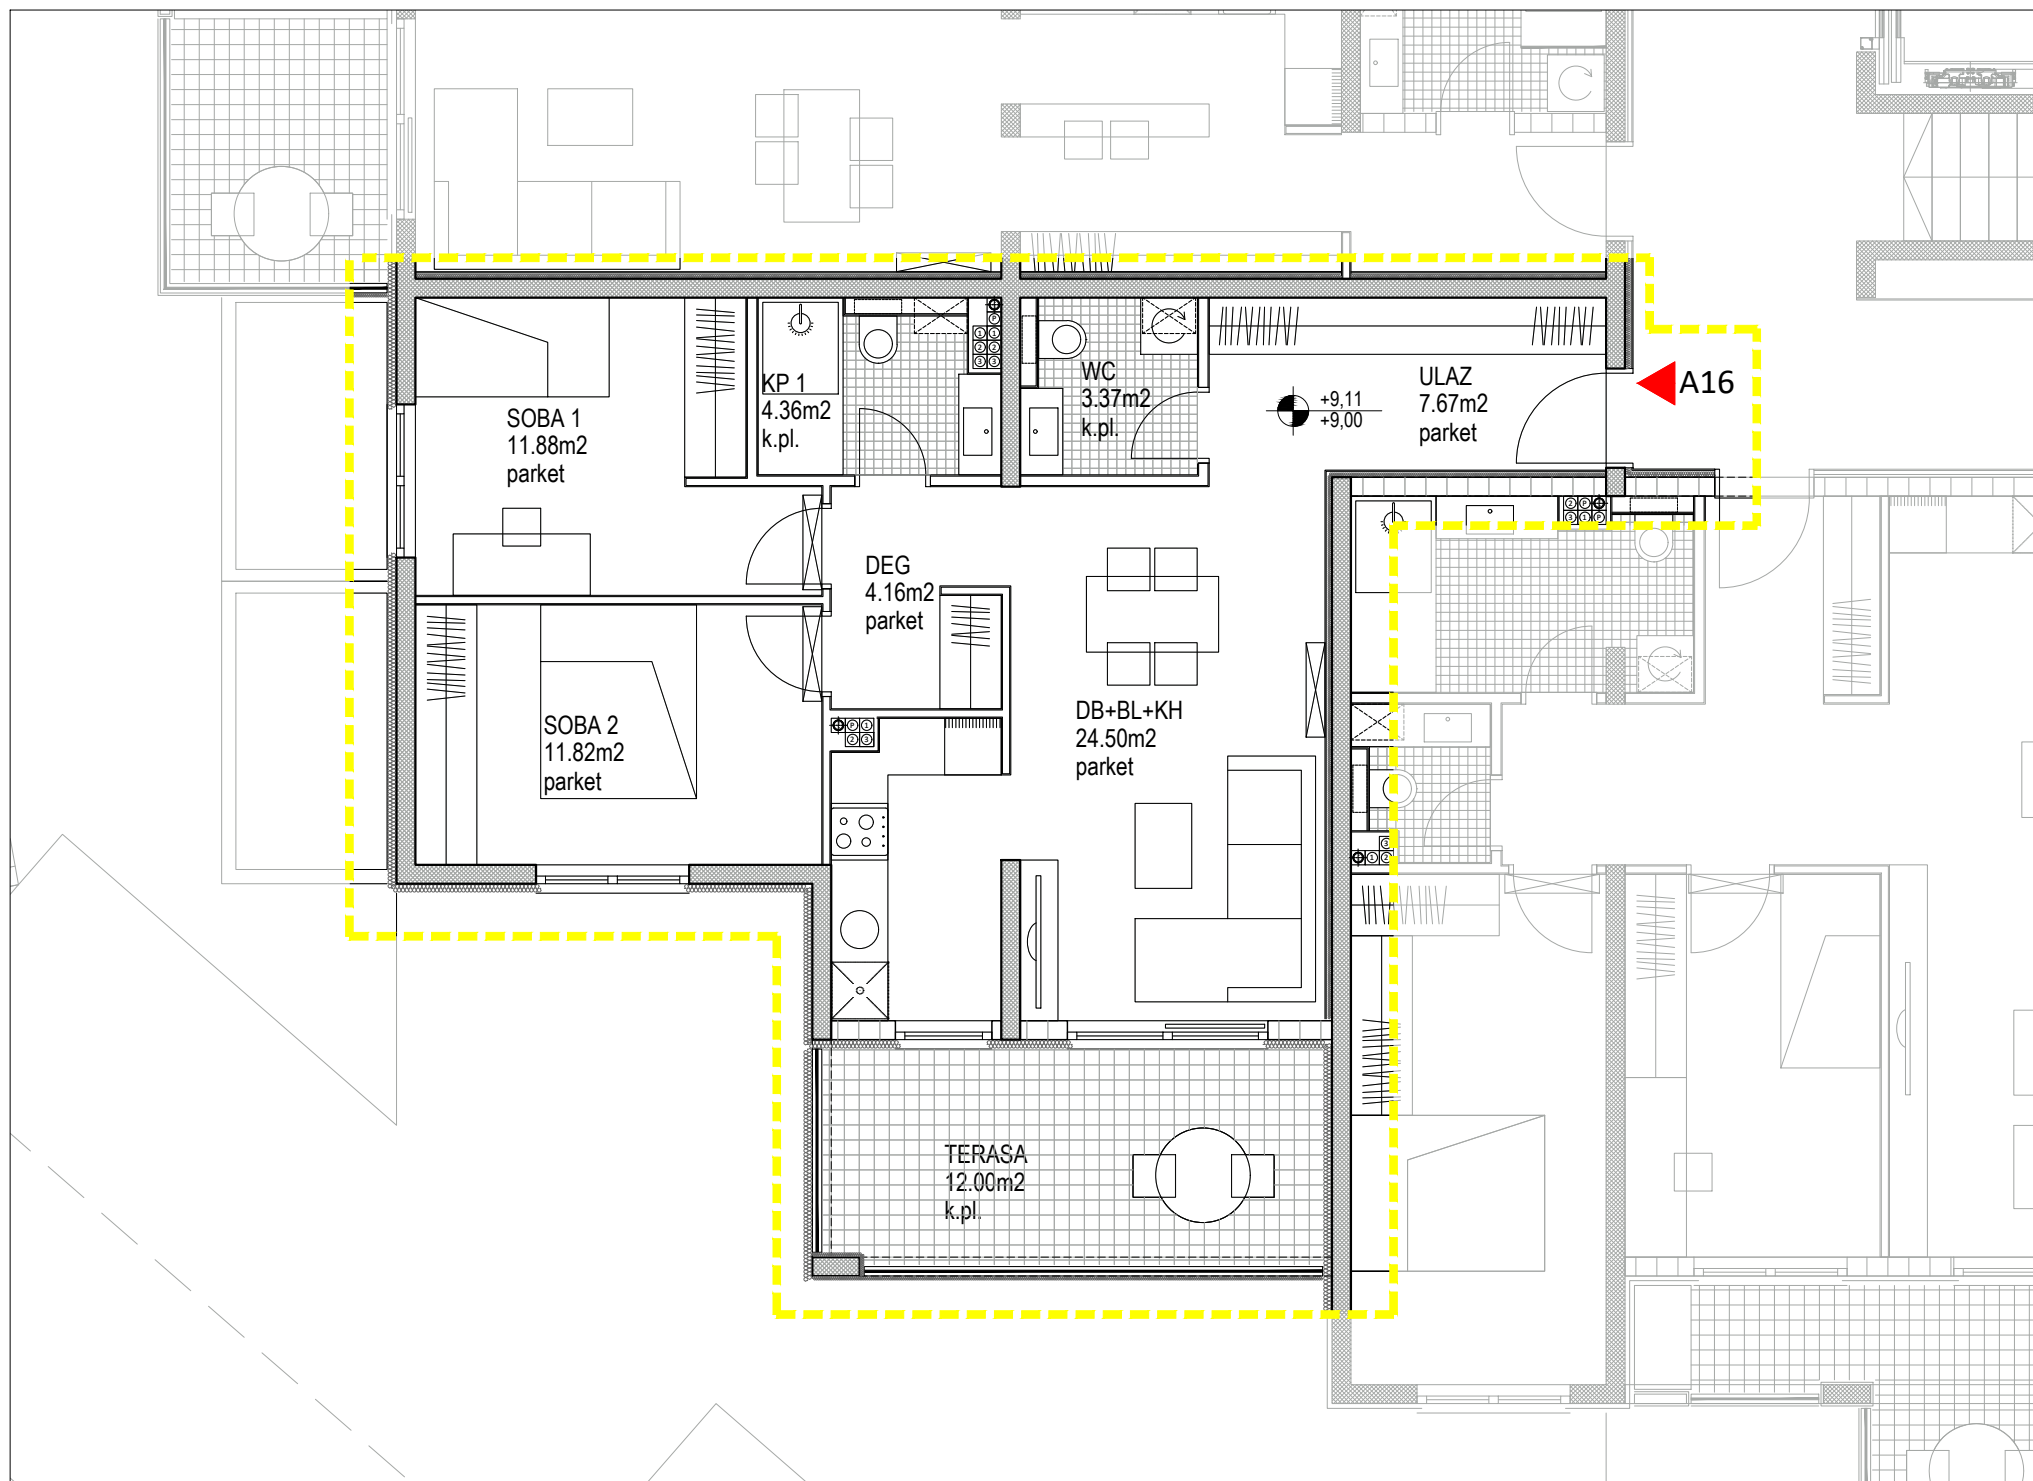 SOBA 1
11.88m2
parket
KP 1
4.36m2
k.pl.
WC
3.37m2
k.pl.
+9,11
+9,00
ULAZ
7.67m2
parket
A16
DEG
4.16m2
parket
SOBA 2
11.82m2
parket
DB+BL+KH
24.50m2
parket
TERASA
12.00m2
k.pl.